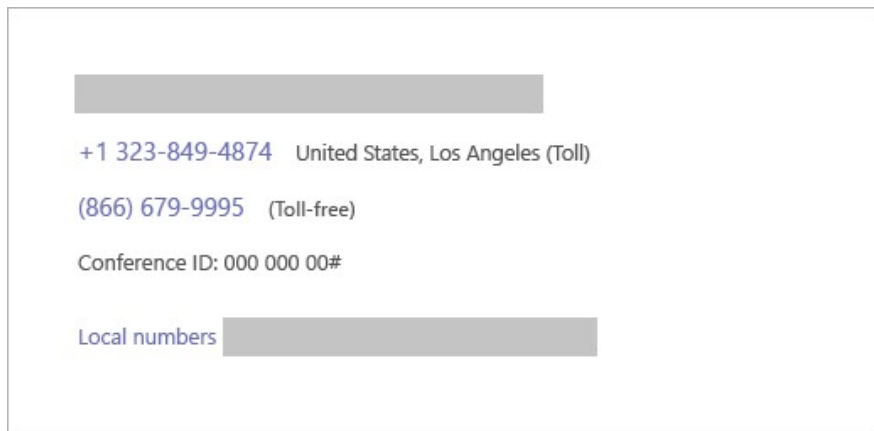 +1 323-849-4874 United States, Los Angeles (Toll)
(866) 679-9995 (Toll-free)
Conference ID: 000 000 00#
Local numbers